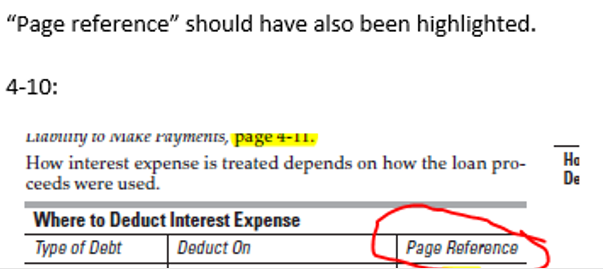 “Page reference” should have also been highlighted.
4-10:
Liability to Make Payments, page 4-11.
How interest expense is treated depends on how the loan pro-
ceeds were used.
Ho
De
Where to Deduct Interest Expense
Type of Debt Deduct On Page Reference